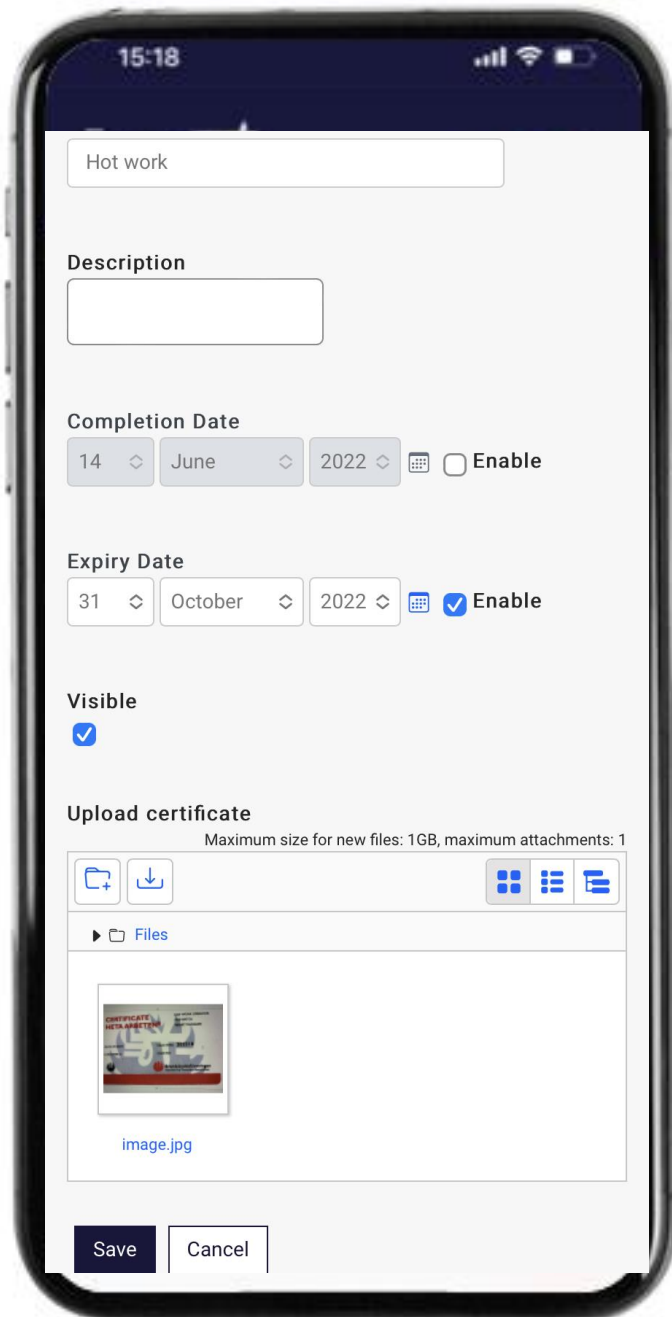 15:18
Hot work
Description
Completion Date
14 June 2022 Enable
Expiry Date
31 October 2022 Enable
Visible
Upload certificate
Maximum size for new files: 1GB, maximum attachments: 1
Files
CERTIFICATE
HETA ARBETEN
image.jpg
Save Cancel